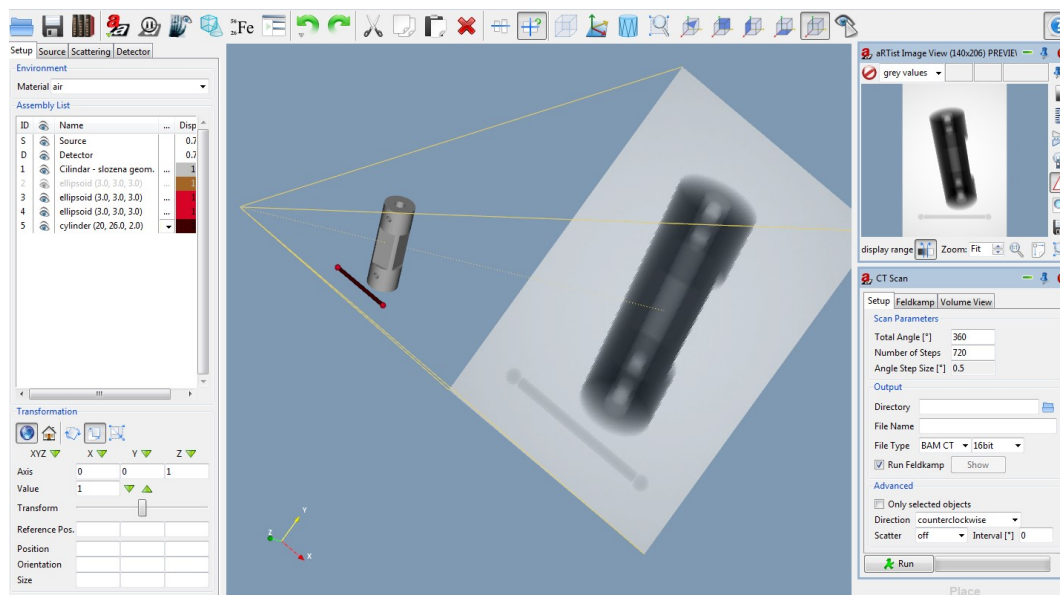 56
26 Fe
Setup Source Scattering Detector
Environment
Material air
Assembly List
ID Name ... Disp
S Source 0.7
D Detector 0.7
1 Cilindar - slozena geom. ... 1
2 ellipsoid (3.0, 3.0, 3.0) ... 1
3 ellipsoid (3.0, 3.0, 3.0) ... 1
4 ellipsoid (3.0, 3.0, 3.0) ... 1
5 cylinder (20, 26.0, 2.0)
Transformation
XYZ X Y Z
Axis 0 0 1
Value 1
Transform
Reference Pos.
Position
Orientation
Size
Y
Z
X
aRTist Image View (140x206) PREVIE
grey values
display range Zoom: Fit
CT Scan
Setup Feldkamp Volume View
Scan Parameters
Total Angle [°] 360
Number of Steps 720
Angle Step Size [°] 0.5
Output
Directory
File Name
File Type BAM CT 16bit
Run Feldkamp Show
Advanced
Only selected objects
Direction counterclockwise
Scatter off Interval [°] 0
Run
Place